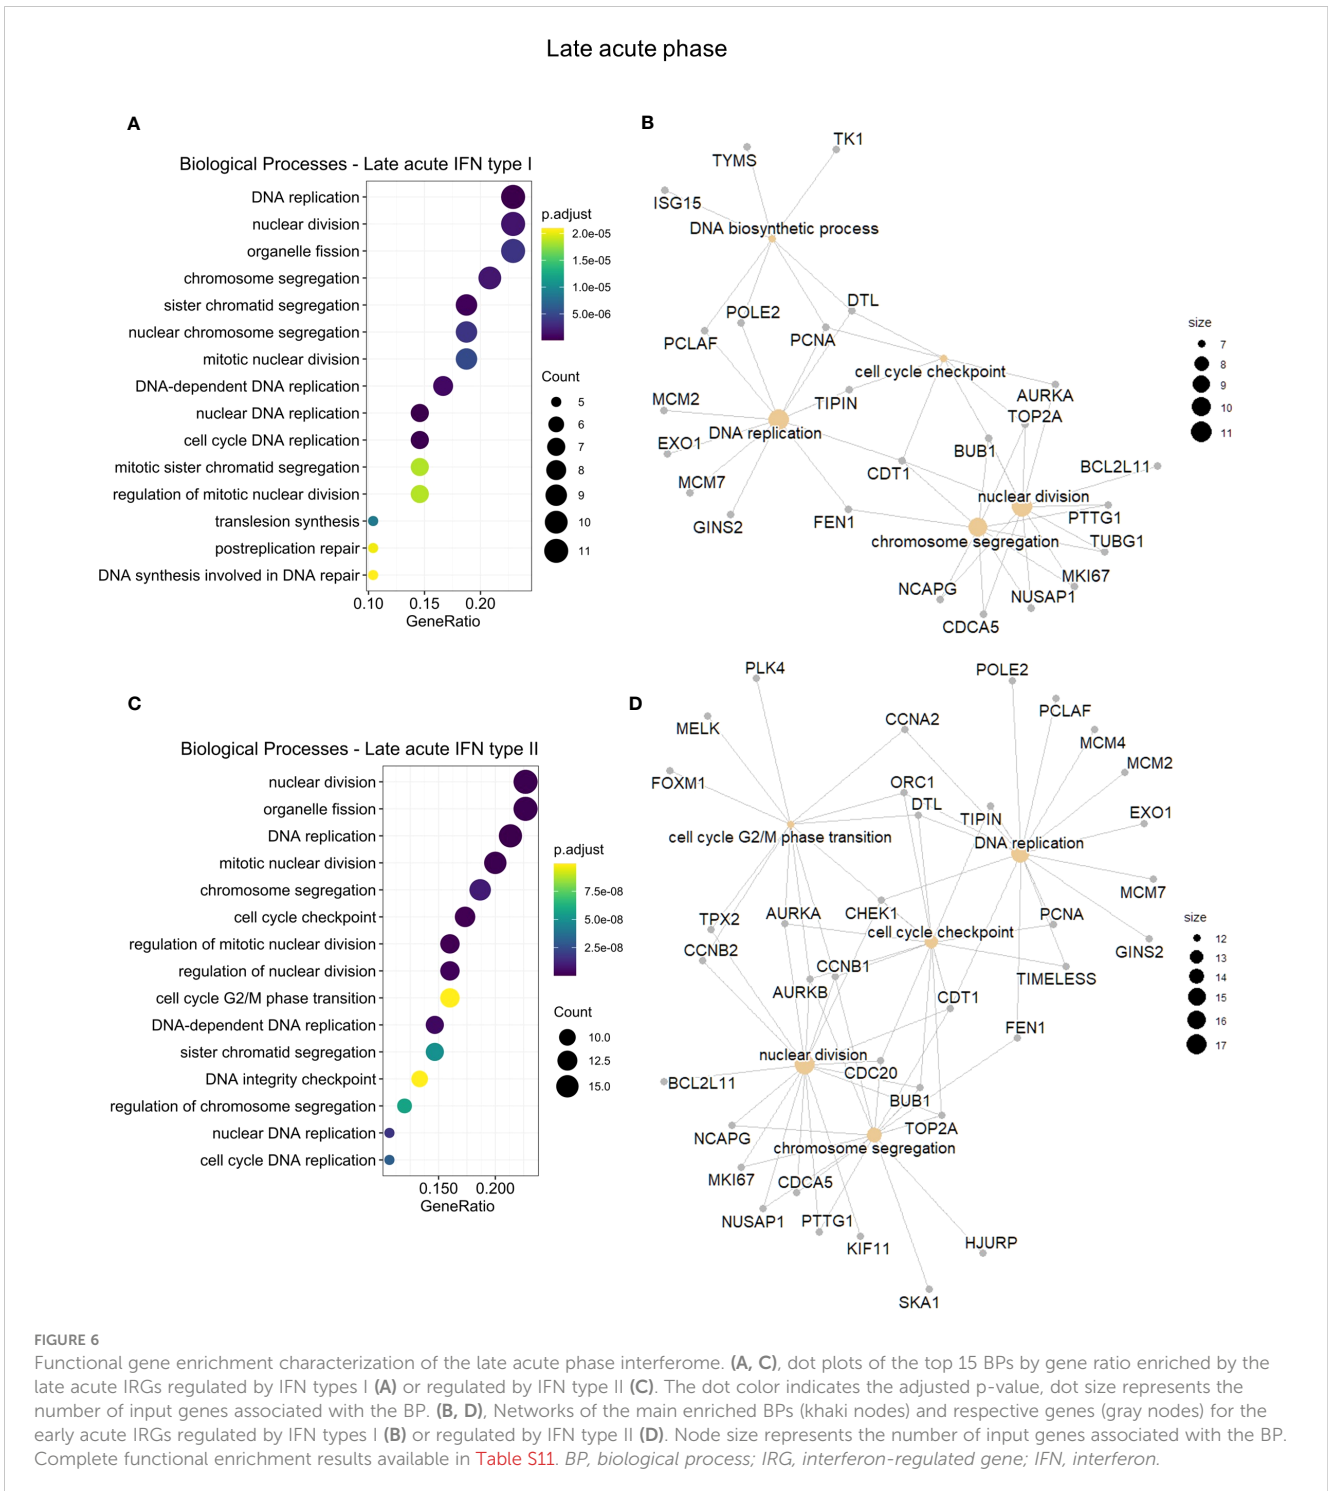 Late acute phase
A
Biological Processes - Late acute IFN type I
DNA replication
nuclear division
organelle fission
chromosome segregation
sister chromatid segregation
nuclear chromosome segregation
mitotic nuclear division
DNA-dependent DNA replication
nuclear DNA replication
cell cycle DNA replication
mitotic sister chromatid segregation
regulation of mitotic nuclear division
translesion synthesis
postreplication repair
DNA synthesis involved in DNA repair
0.10 0.15 0.20
GeneRatio
p.adjust
2.0e-05
1.5e-05
1.0e-05
5.0e-06
Count
5
6
7
8
9
10
11
B
TK1
TYMS
ISG15
DNA biosynthetic process
DTL
POLE2
PCNA
PCLAF
cell cycle checkpoint
AURKA
MCM2
TIPIN
TOP2A
DNA replication
EXO1
BUB1
BCL2L11
CDT1
MCM7
nuclear division
PTTG1
GINS2
FEN1
chromosome segregation
TUBG1
MKI67
NCAPG
NUSAP1
CDCA5
size
7
8
9
10
11
C
Biological Processes - Late acute IFN type II
nuclear division
organelle fission
DNA replication
mitotic nuclear division
chromosome segregation
cell cycle checkpoint
regulation of mitotic nuclear division
regulation of nuclear division
cell cycle G2/M phase transition
DNA-dependent DNA replication
sister chromatid segregation
DNA integrity checkpoint
regulation of chromosome segregation
nuclear DNA replication
cell cycle DNA replication
0.150 0.200
GeneRatio
p.adjust
7.5e-08
5.0e-08
2.5e-08
Count
10.0
12.5
15.0
D
PLK4
POLE2
PCLAF
CCNA2
MELK
MCM4
MCM2
FOXM1
ORC1
DTL
TIPIN
EXO1
cell cycle G2/M phase transition
DNA replication
MCM7
TPX2
AURKA
CHEK1
PCNA
cell cycle checkpoint
CCNB2
GINS2
CCNB1
TIMELESS
AURKB
CDT1
FEN1
nuclear division
CDC20
BCL2L11
BUB1
TOP2A
NCAPG
chromosome segregation
MKI67
CDCA5
NUSAP1
PTTG1
KIF11
HJURP
SKA1
size
12
13
14
15
16
17
FIGURE 6
Functional gene enrichment characterization of the late acute phase interferome. (A, C), dot plots of the top 15 BPs by gene ratio enriched by the
late acute IRGs regulated by IFN types I (A) or regulated by IFN type II (C). The dot color indicates the adjusted p-value, dot size represents the
number of input genes associated with the BP. (B, D), Networks of the main enriched BPs (khaki nodes) and respective genes (gray nodes) for the
early acute IRGs regulated by IFN types I (B) or regulated by IFN type II (D). Node size represents the number of input genes associated with the BP.
Complete functional enrichment results available in Table S11. BP, biological process; IRG, interferon-regulated gene; IFN, interferon.